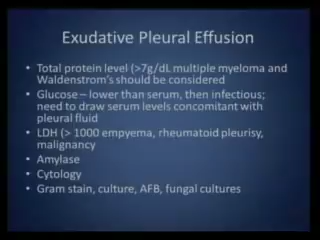 Exudative Pleural Effusion
• Total protein level (>7g/dL multiple myeloma and
Waldenstrom's should be considered
• Glucose – lower than serum, then infectious;
need to draw serum levels concomitant with
pleural fluid
• LDH (> 1000 empyema, rheumatoid pleurisy,
malignancy
• Amylase
• Cytology
• Gram stain, culture, AFB, fungal cultures